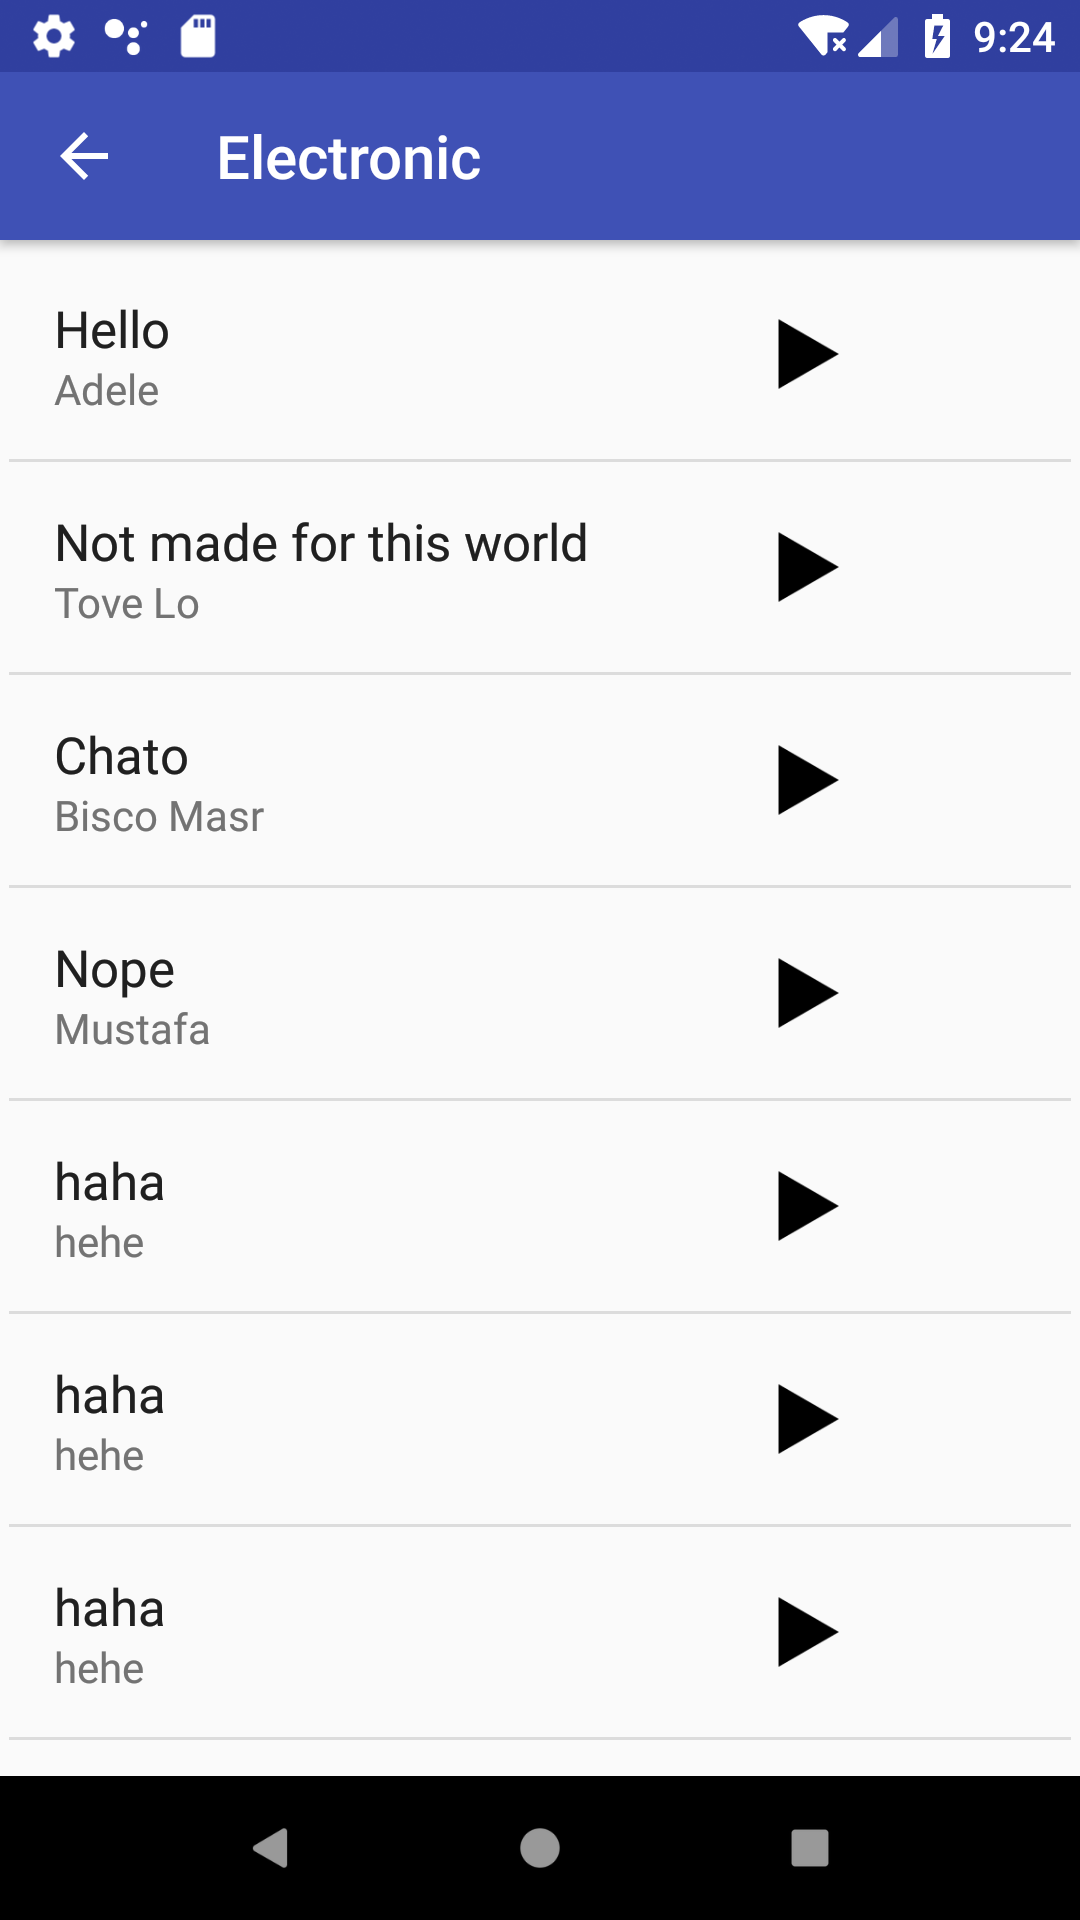 9:24
Electronic
Hello
Adele
Not made for this world
Tove Lo
Chato
Bisco Masr
Nope
Mustafa
haha
hehe
haha
hehe
haha
hehe